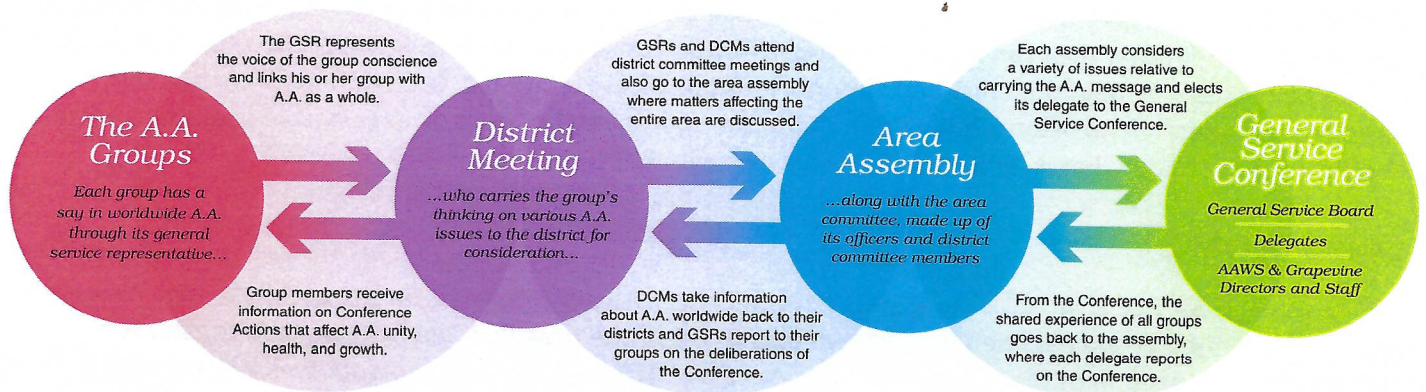 The A.A.
Groups
Each group has a
say in worldwide A.A.
through its general
service representative...
The GSR represents
the voice of the group conscience
and links his or her group with
A.A. as a whole.
Group members receive
information on Conference
Actions that affect A.A. unity,
health, and growth.
District
Meeting
...who carries the group's
thinking on various A.A.
issues to the district for
consideration...
GSRs and DCMs attend
district committee meetings and
also go to the area assembly
where matters affecting the
entire area are discussed.
DCMs take information
about A.A. worldwide back to their
districts and GSRs report to their
groups on the deliberations of
the Conference.
Area
Assembly
...along with the area
committee, made up of
its officers and district
committee members
Each assembly considers
a variety of issues relative to
carrying the A.A. message and elects
its delegate to the General
Service Conference.
From the Conference, the
shared experience of all groups
goes back to the assembly,
where each delegate reports
on the Conference.
General
Service
Conference
General Service Board
Delegates
AAWS & Grapevine
Directors and Staff